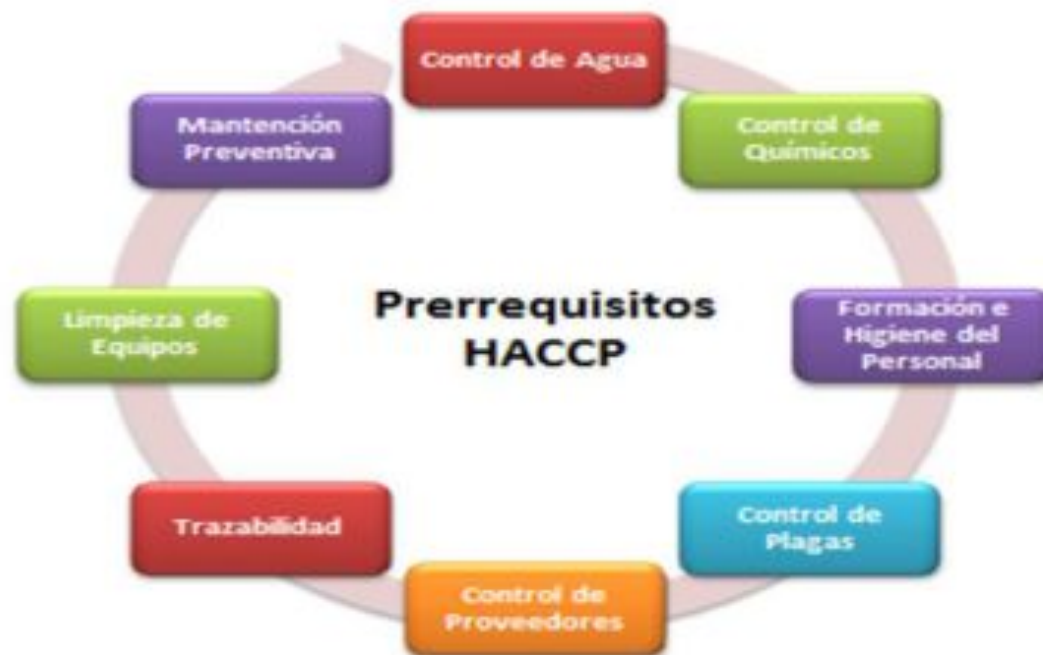 Control de Agua
Control de
Químicos
Formación e
Higiene del
Personal
Control de
Plagas
Control de
Proveedores
Trazabilidad
Limpieza de
Equipos
Mantención
Preventiva
Prerrequisitos
HACCP